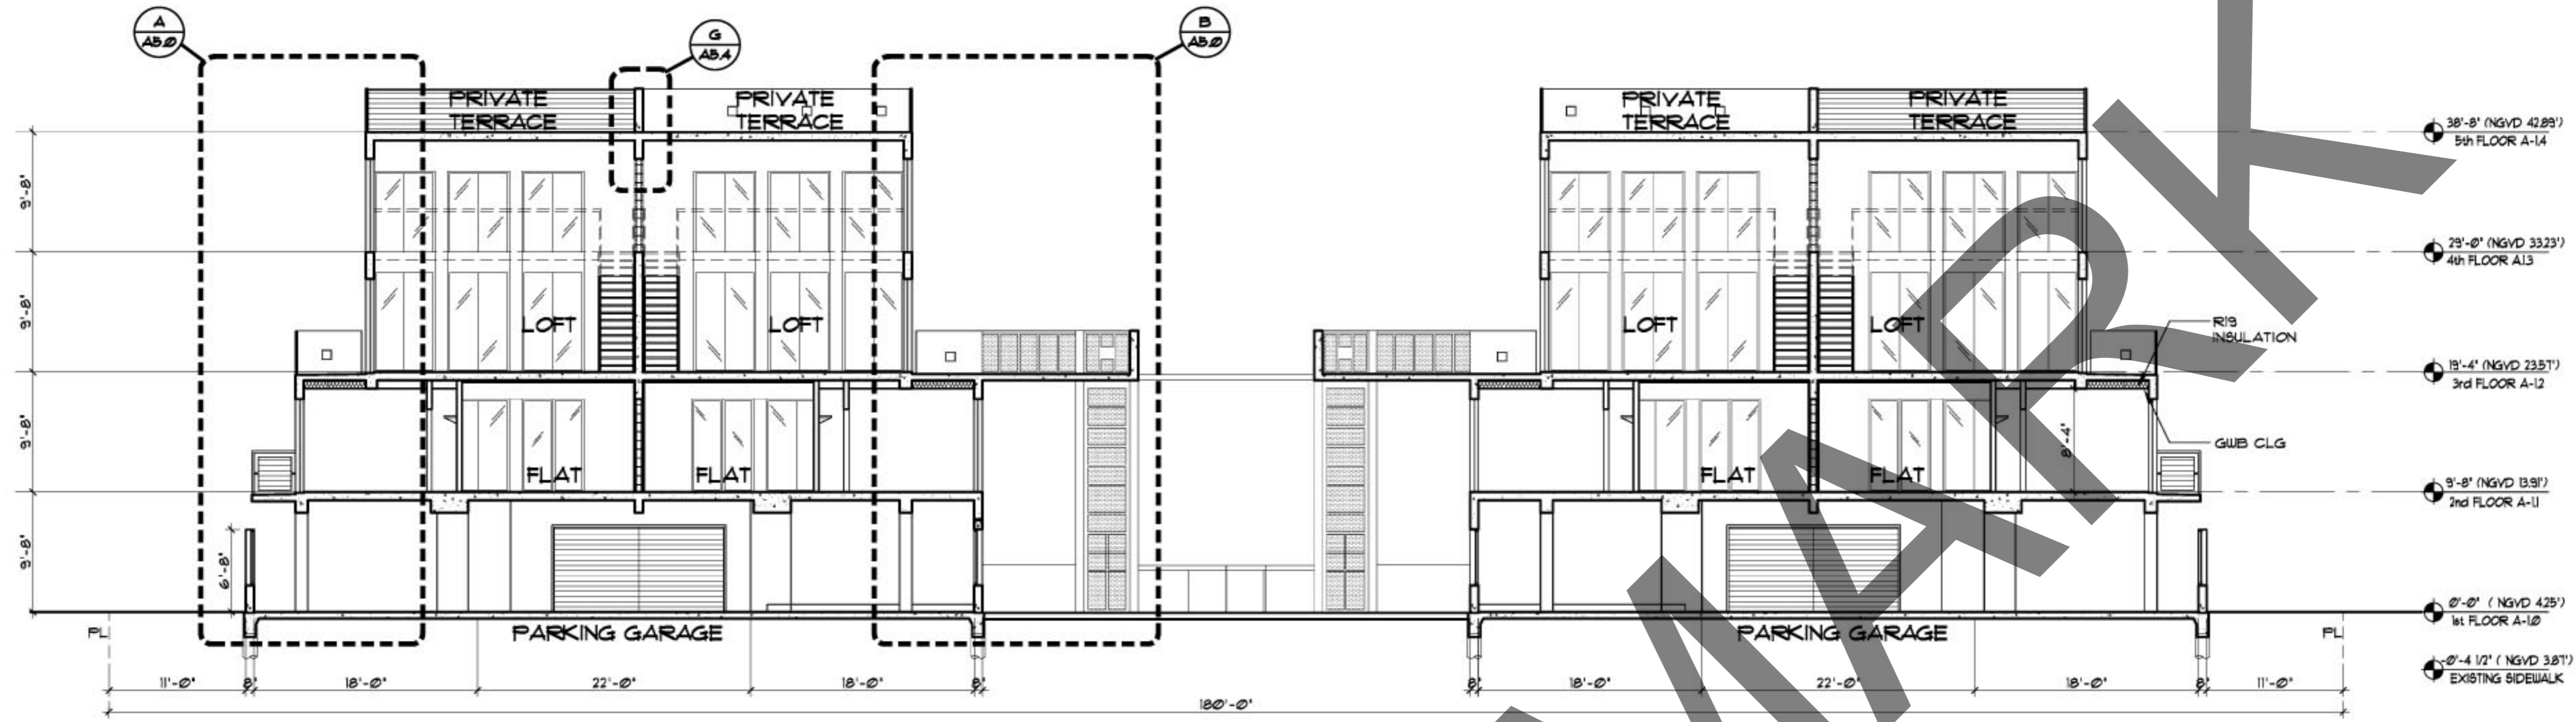 A
A5.0
G
A5.4
B
A5.0
PRIVATE
TERRACE
PRIVATE
TERRACE
PRIVATE
TERRACE
PRIVATE
TERRACE
38'-8" (NGVD 42.89')
5th FLOOR A-1.4
9'-8"
29'-0" (NGVD 33.23')
4th FLOOR A1.3
9'-8"
LOFT
LOFT
LOFT
LOFT
R19
INSULATION
19'-4" (NGVD 23.57')
3rd FLOOR A-1.2
9'-8"
8'-4"
GWB CLG
FLAT
FLAT
FLAT
FLAT
9'-8" (NGVD 13.91')
2nd FLOOR A-1.1
9'-8"
6'-8"
0'-0" ( NGVD 4.25')
1st FLOOR A-1.0
PL
PARKING GARAGE
PARKING GARAGE
PL
-0'-4 1/2" ( NGVD 3.87')
EXISTING SIDEWALK
11'-0"
8"
18'-0"
22'-0"
18'-0"
8"
8"
18'-0"
22'-0"
18'-0"
8"
11'-0"
180'-0"
MARK